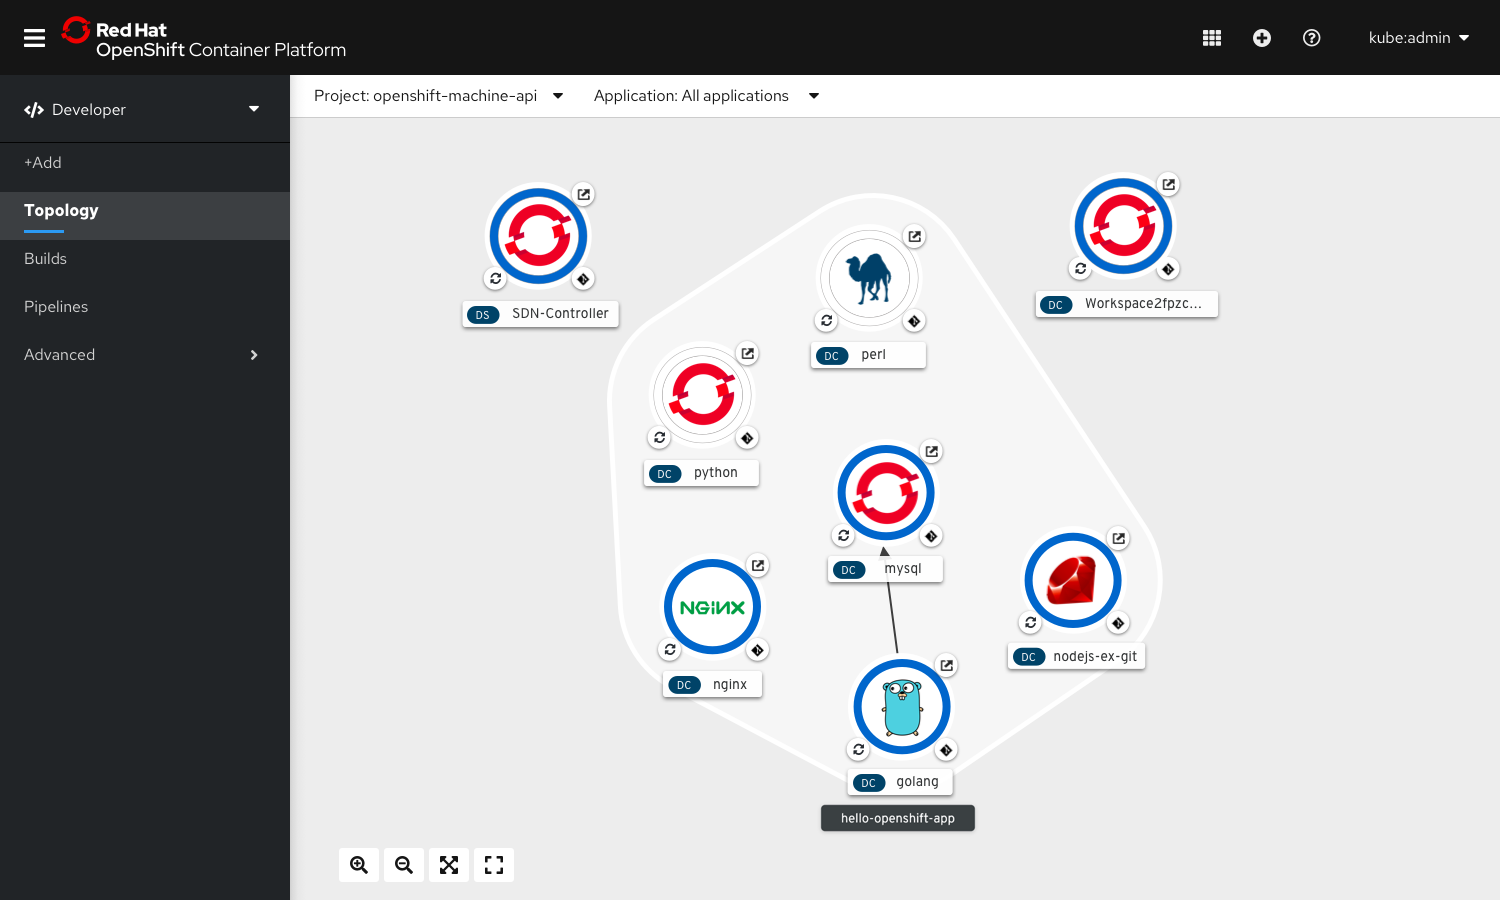 Red Hat
OpenShift Container Platform
kube:admin
Developer
Project: openshift-machine-api
Application: All applications
+Add
Topology
Builds
Pipelines
Advanced
DS SDN-Controller
DC Workspace2fpzc...
DC perl
DC python
DC mysql
NGINX
DC nginx
DC nodejs-ex-git
DC golang
hello-openshift-app